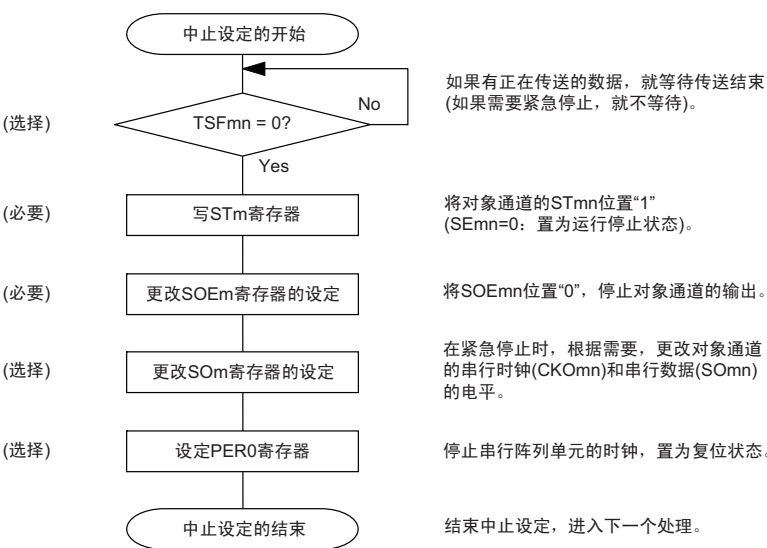 中止设定的开始
如果有正在传送的数据，就等待传送结束
(如果需要紧急停止，就不等待)。
No
(选择)
TSFmn = 0?
Yes
(必要)
写STm寄存器
将对象通道的STmn位置“1”
(SEmn=0：置为运行停止状态)。
(必要)
更改SOEm寄存器的设定
将SOEmn位置“0”，停止对象通道的输出。
(选择)
更改SOm寄存器的设定
在紧急停止时，根据需要，更改对象通道
的串行时钟(CKOmn)和串行数据(SOmn)
的电平。
(选择)
设定PER0寄存器
停止串行阵列单元的时钟，置为复位状态。
中止设定的结束
结束中止设定，进入下一个处理。